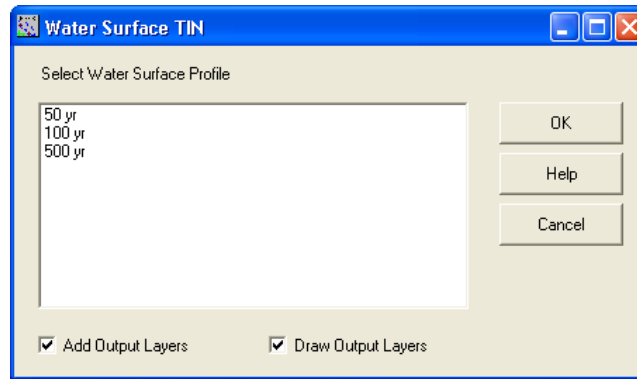 Water Surface TIN
Select Water Surface Profile
50 yr
100 yr
500 yr
OK
Help
Cancel
Add Output Layers
Draw Output Layers